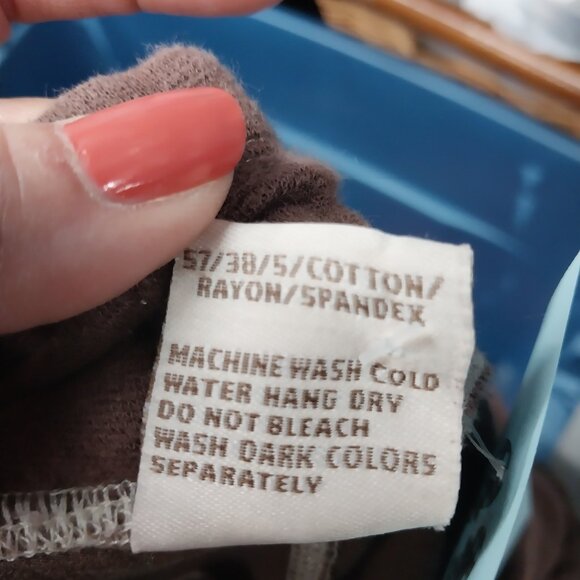 57/38/5/COTTON/
RAYON/SPANDEX
MACHINE WASH COLD
WATER HANG DRY
DO NOT BLEACH
WASH DARK COLORS
SEPARATELY